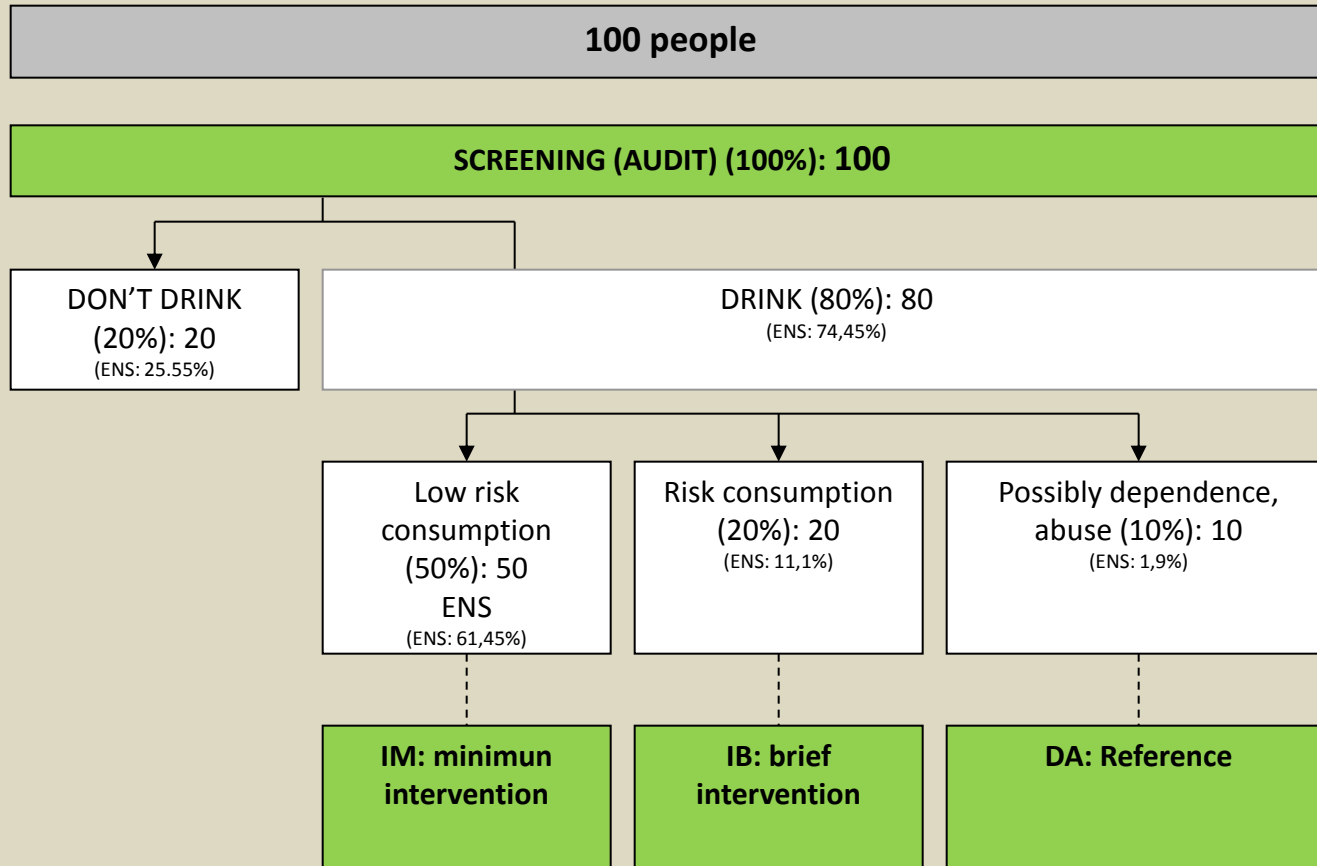 100 people
SCREENING (AUDIT) (100%): 100
DON’T DRINK
(20%): 20
(ENS: 25.55%)
DRINK (80%): 80
(ENS: 74,45%)
Low risk
consumption
(50%): 50
ENS
(ENS: 61,45%)
Risk consumption
(20%): 20
(ENS: 11,1%)
Possibly dependence,
abuse (10%): 10
(ENS: 1,9%)
IM: minimun
intervention
IB: brief
intervention
DA: Reference